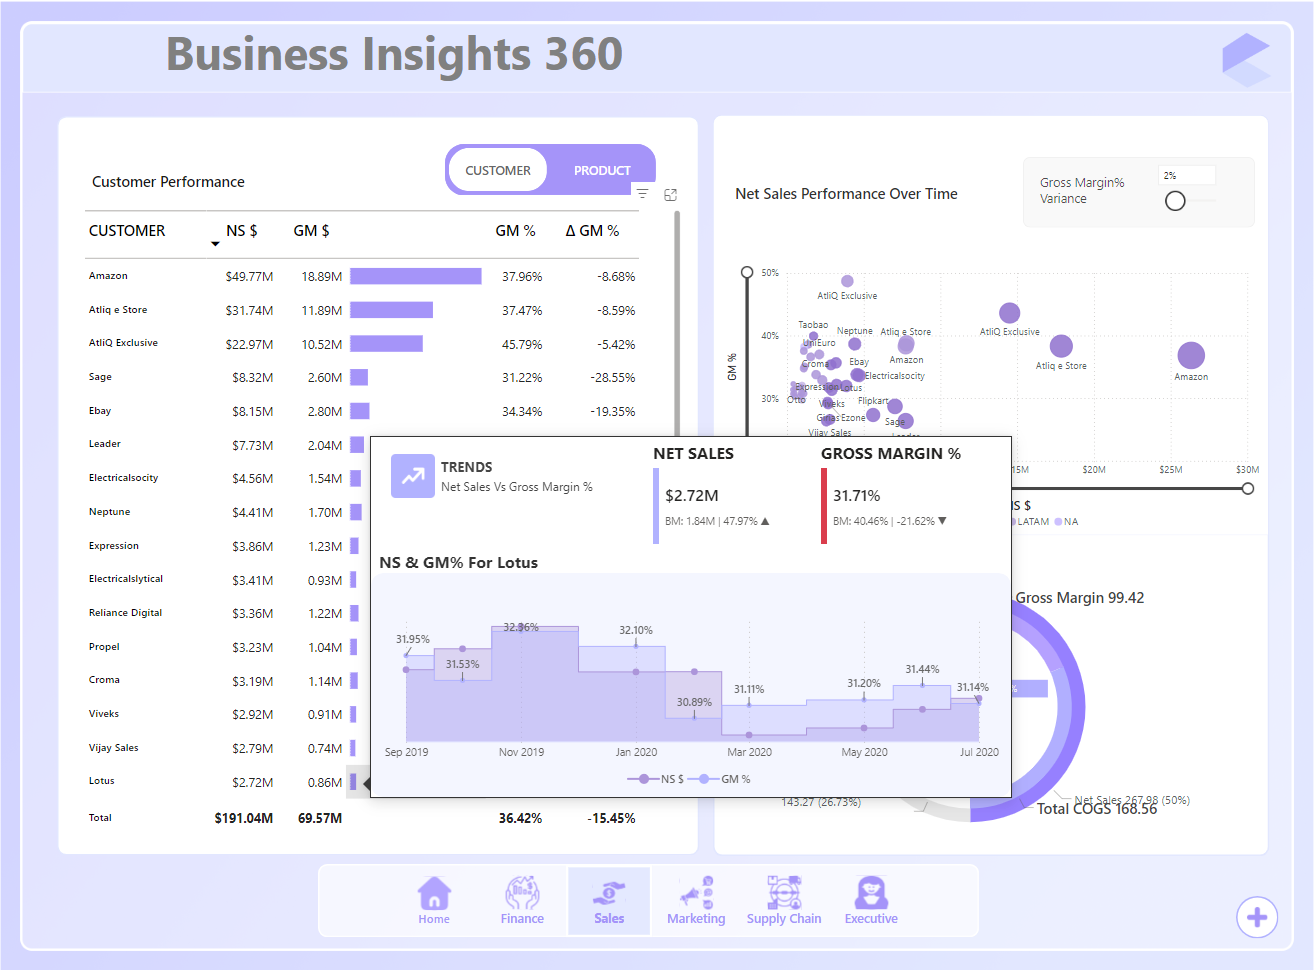 Business Insights 360
Customer Performance
CUSTOMER PRODUCT
CUSTOMER NS $ GM $ GM % Δ GM %
Amazon $49.77M 18.89M 37.96% -8.68%
Atliq e Store $31.74M 11.89M 37.47% -8.59%
AtliQ Exclusive $22.97M 10.52M 45.79% -5.42%
Sage $8.32M 2.60M 31.22% -28.55%
Ebay $8.15M 2.80M 34.34% -19.35%
Leader $7.73M 2.04M
Electricalsocity $4.56M 1.54M
Neptune $4.41M 1.70M
Expression $3.86M 1.23M
Electricalslytical $3.41M 0.93M
Reliance Digital $3.36M 1.22M
Propel $3.23M 1.04M
Croma $3.19M 1.14M
Viveks $2.92M 0.91M
Vijay Sales $2.79M 0.74M
Lotus $2.72M 0.86M
Total $191.04M 69.57M 36.42% -15.45%
Net Sales Performance Over Time
Gross Margin%
Variance
2%
50%
40%
30%
GM %
AtliQ Exclusive
Taobao
Neptune
Atliq e Store
AtliQ Exclusive
UniEuro
Amazon
Croma
Ebay
Atliq e Store
Electricalsocity
Amazon
Expression
Lotus
Otto
Viveks
Flipkart
Ginas
Ezone
Sage
Vijay Sales
Leader
15M $20M $25M $30M
IS $
LATAM NA
TRENDS
Net Sales Vs Gross Margin %
NET SALES
$2.72M
BM: 1.84M | 47.97% ▲
GROSS MARGIN %
31.71%
BM: 40.46% | -21.62% ▼
NS & GM% For Lotus
31.95%
31.53%
32.96%
32.10%
30.89%
31.11%
31.20%
31.44%
31.14%
Sep 2019 Nov 2019 Jan 2020 Mar 2020 May 2020 Jul 2020
NS $ GM %
Gross Margin 99.42
%
143.27 (26.73%)
Net Sales 267.98 (50%)
Total COGS 168.56
Home Finance Sales Marketing Supply Chain Executive